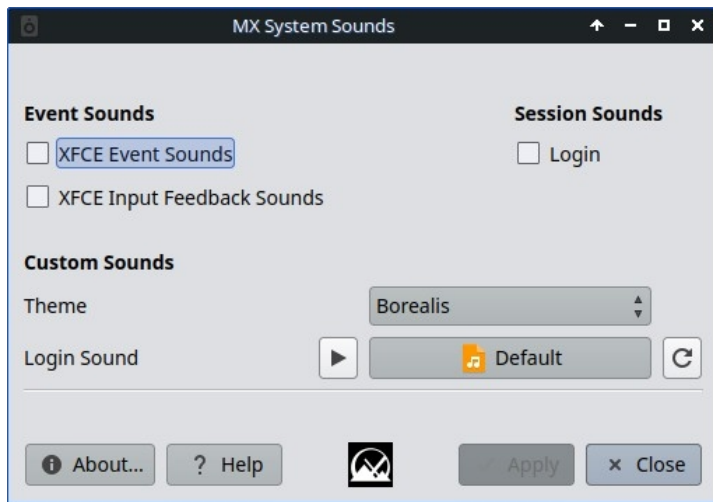 MX System Sounds
Event Sounds
Session Sounds
XFCE Event Sounds
Login
XFCE Input Feedback Sounds
Custom Sounds
Theme
Borealis
Login Sound
Default
About...
? Help
Apply
Close